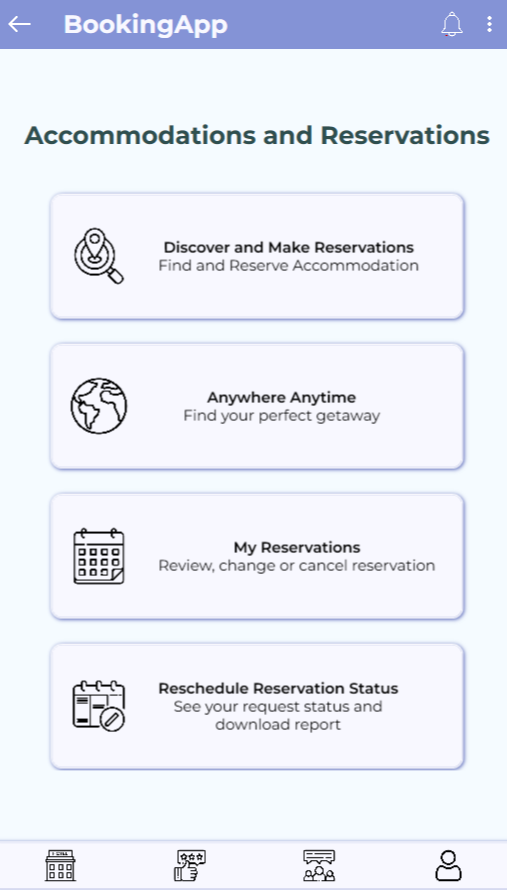 BookingApp
Accommodations and Reservations
Discover and Make Reservations
Find and Reserve Accommodation
Anywhere Anytime
Find your perfect getaway
My Reservations
Review, change or cancel reservation
Reschedule Reservation Status
See your request status and
download report